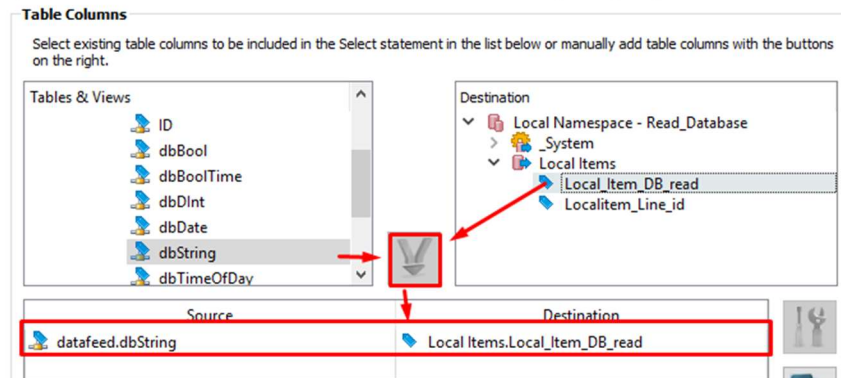 Table Columns
Select existing table columns to be included in the Select statement in the list below or manually add table columns with the buttons
on the right.
Tables & Views
ID
dbBool
dbBoolTime
dbDInt
dbDate
dbString
dbTimeOfDay
Destination
Local Namespace - Read_Database
_System
Local Items
Local_Item_DB_read
Localitem_Line_id
Source
Destination
datafeed.dbString
Local Items.Local_Item_DB_read